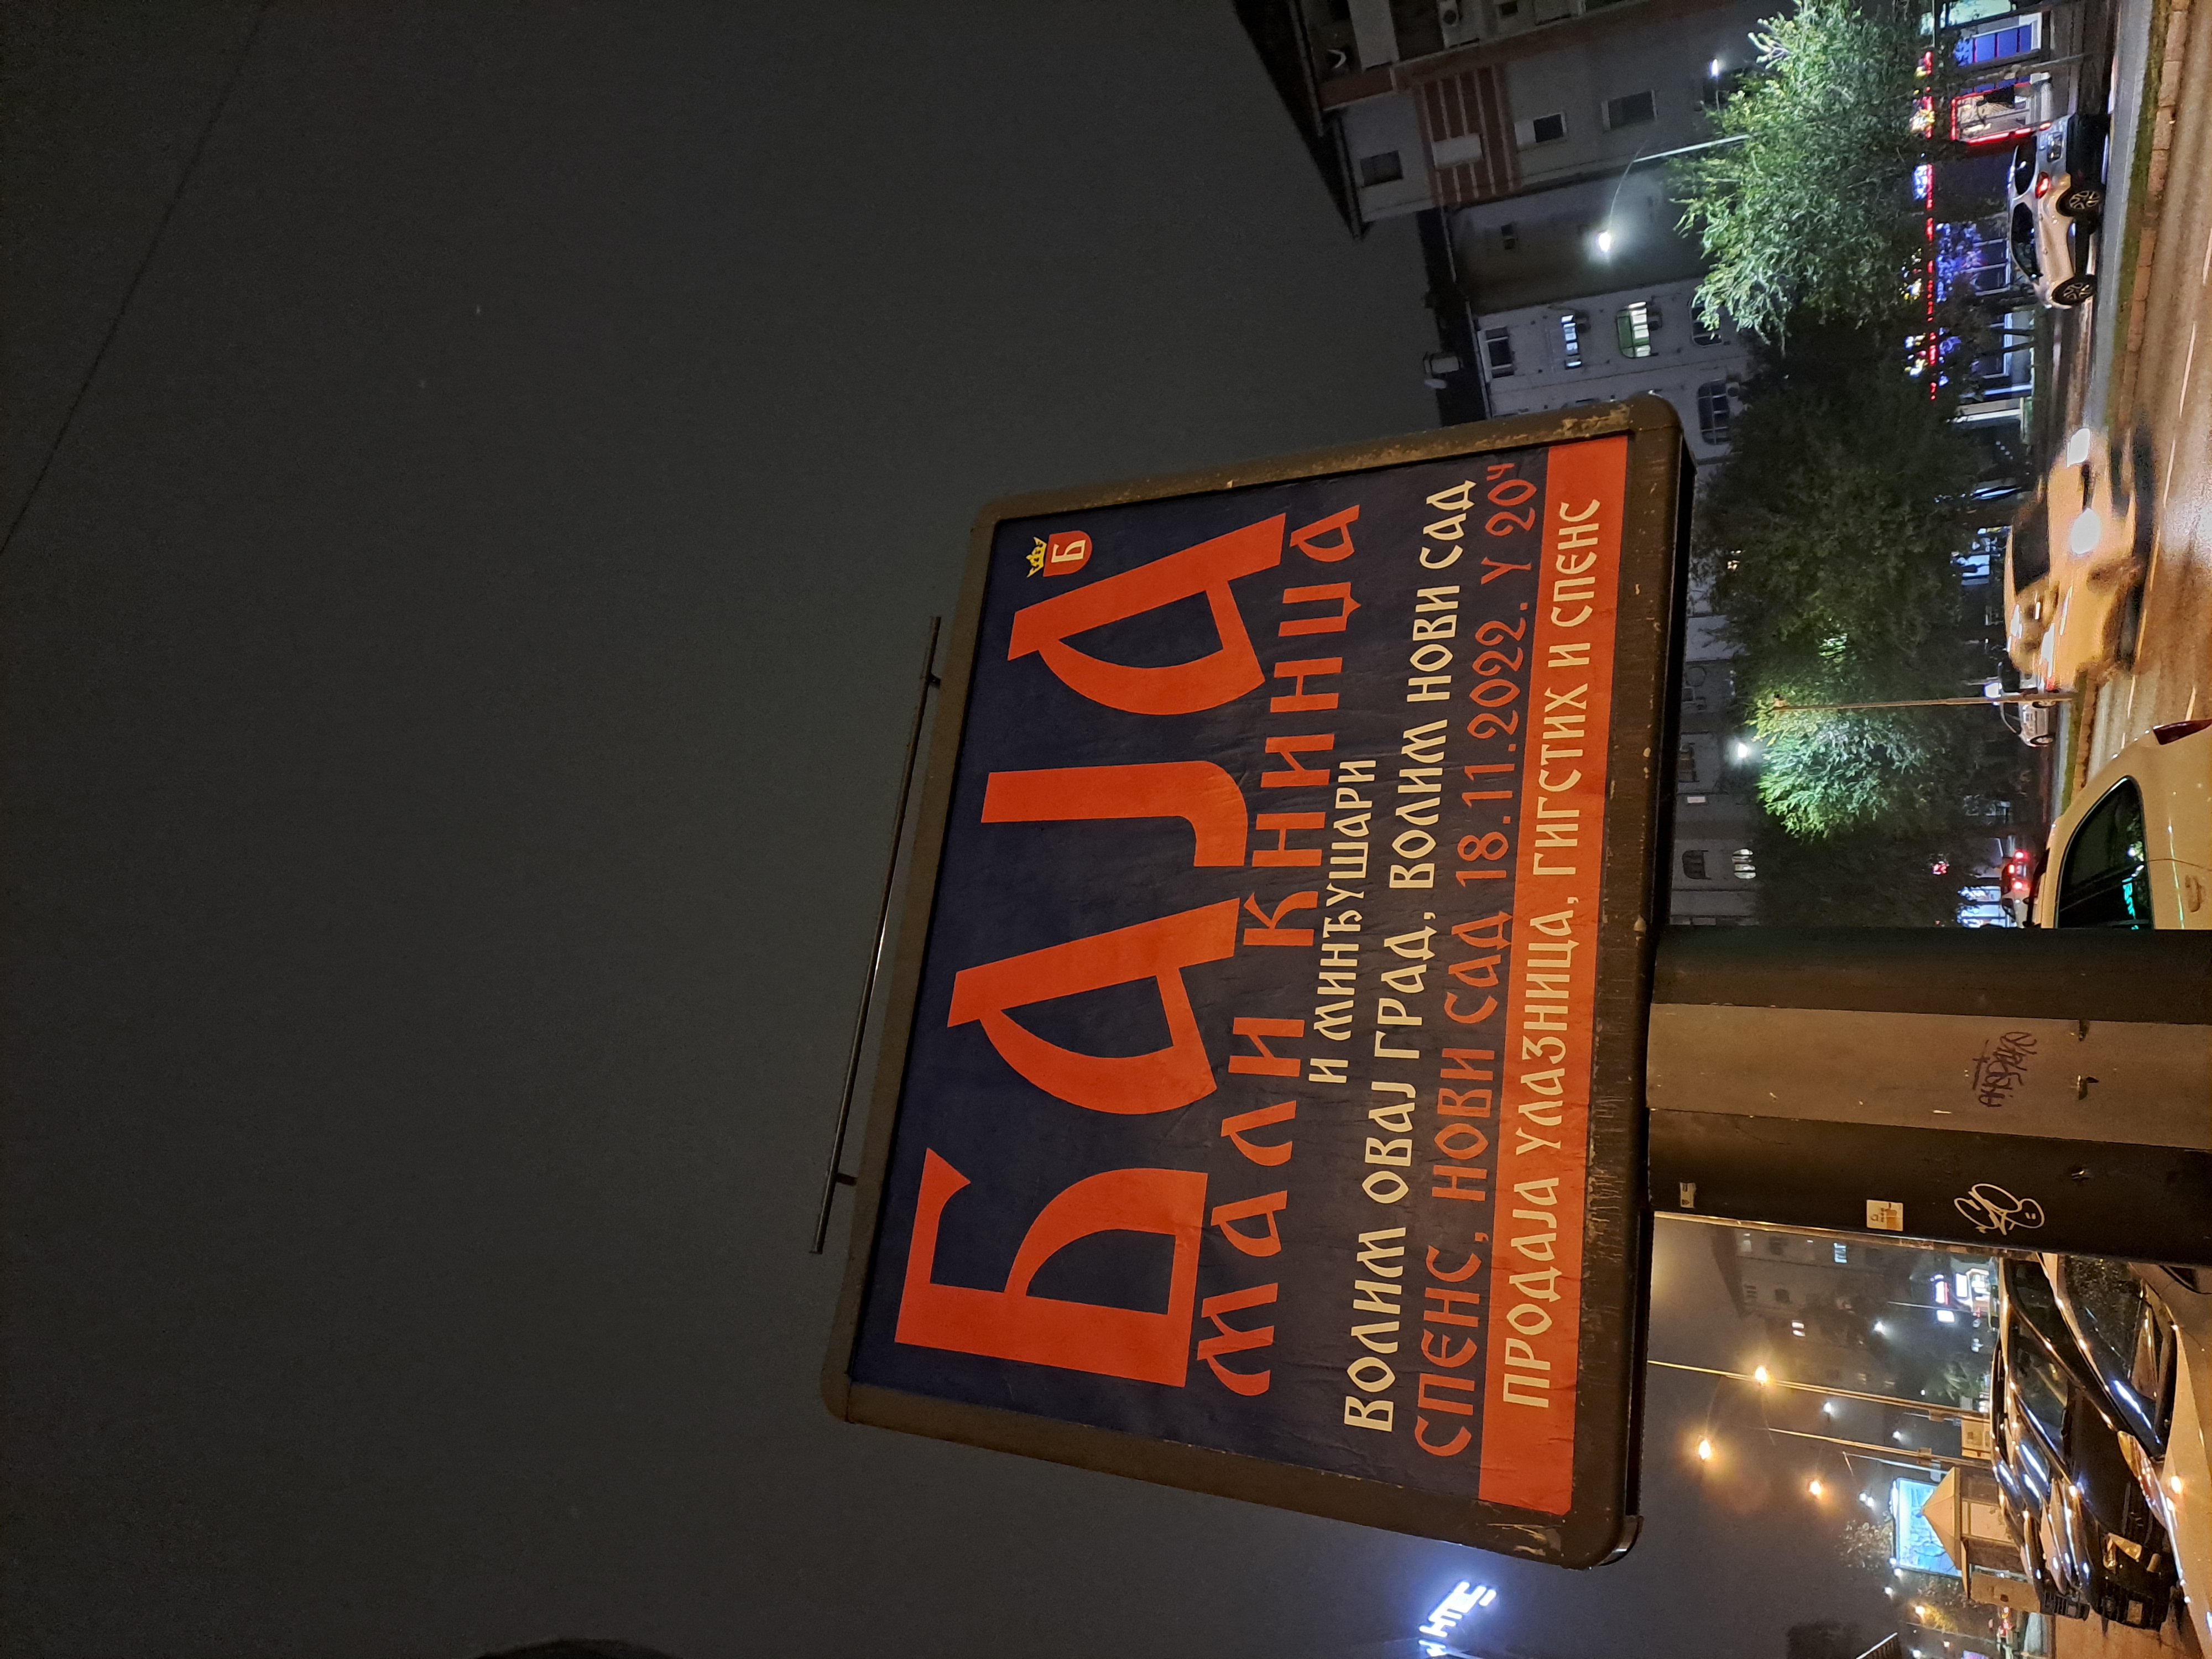 Б
БАЈА
мали КНИНЏА
И МИНЂУШАРИ
ВОЛИМ ОВАЈ ГРАД, ВОЛИМ НОВИ САД
СПЕНС, НОВИ САД 18.11.2022. У 20ч
ПРОДАЈА УЛАЗНИЦА, ГИГСТИХ И СПЕНС